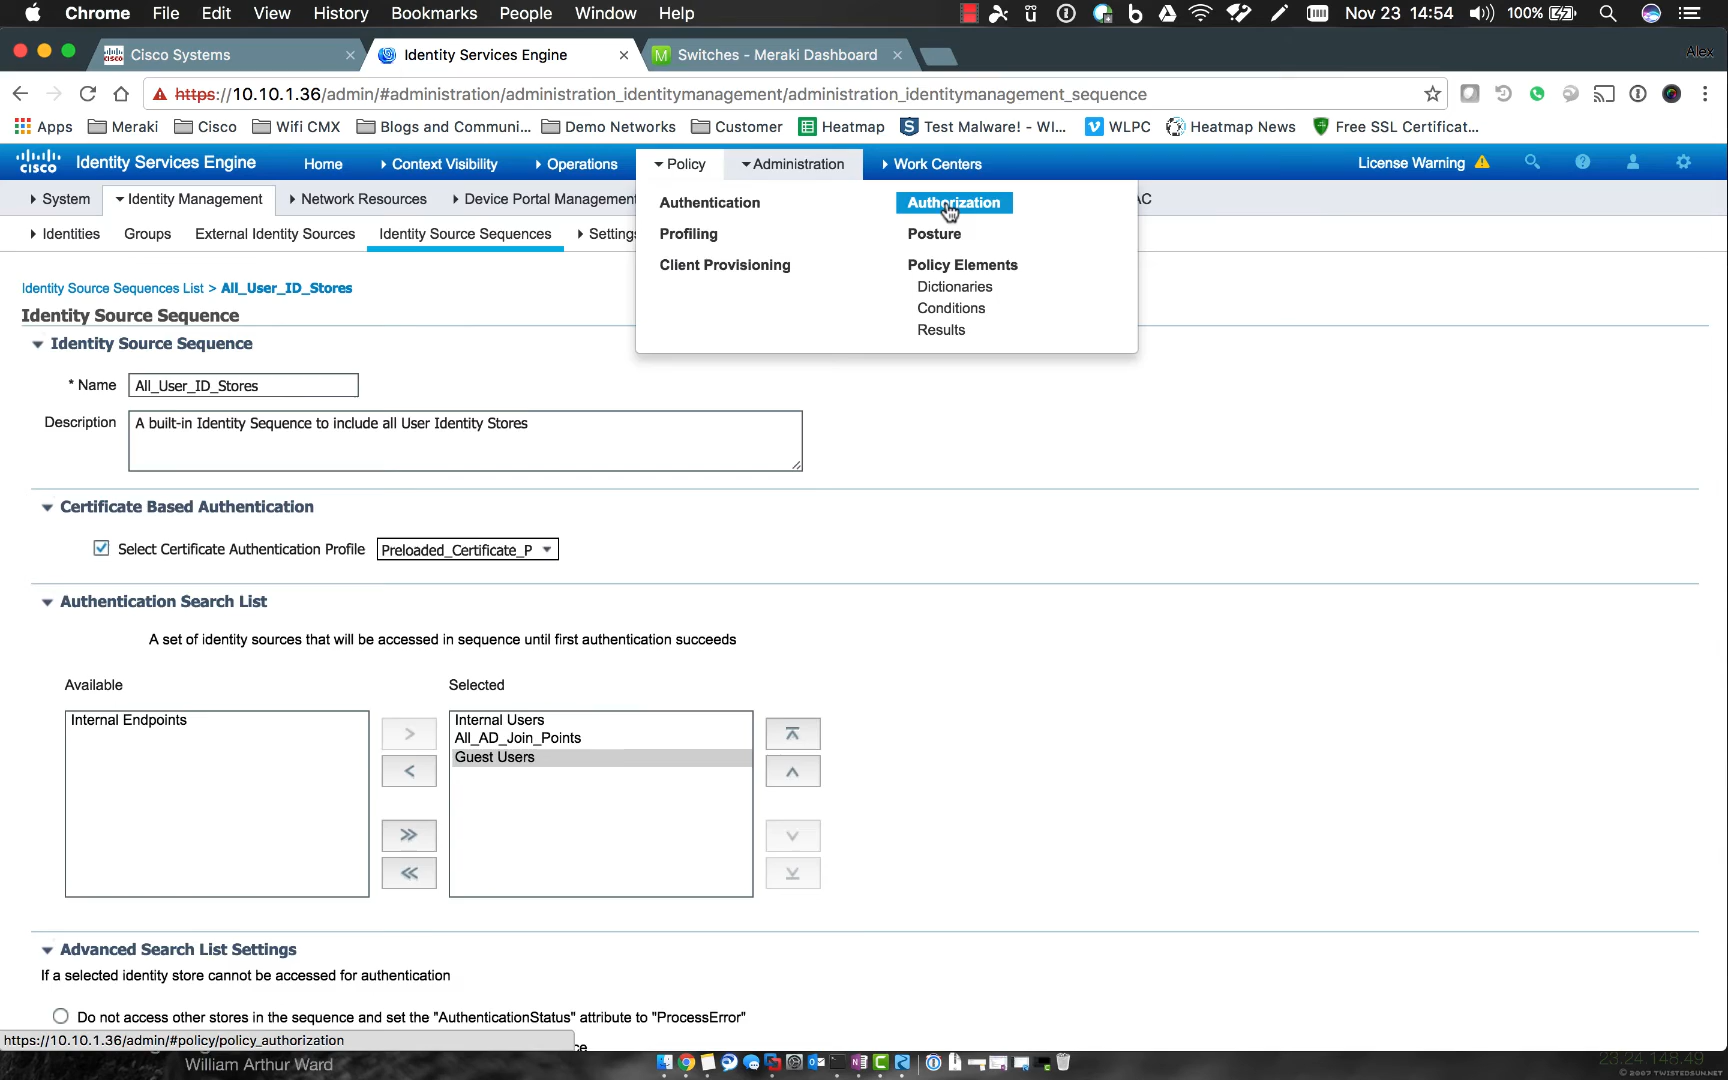 Chrome File Edit View History Bookmarks People Window Help Nov 23 14:54 100%
Cisco Systems Identity Services Engine Switches - Meraki Dashboard Alex
https://10.10.1.36/admin/#administration/administration_identitymanagement/administration_identitymanagement_sequence
Apps Meraki Cisco Wifi CMX Blogs and Communi... Demo Networks Customer Heatmap Test Malware! - WI... WLPC Heatmap News Free SSL Certificat...
cisco Identity Services Engine Home Context Visibility Operations Policy Administration Work Centers License Warning
System Identity Management Network Resources Device Portal Management AC
Authentication Authorization
Identities Groups External Identity Sources Identity Source Sequences Settings
Profiling Posture
Client Provisioning Policy Elements
Dictionaries
Conditions
Results
Identity Source Sequences List > All_User_ID_Stores
Identity Source Sequence
Identity Source Sequence
* Name All_User_ID_Stores
Description A built-in Identity Sequence to include all User Identity Stores
Certificate Based Authentication
Select Certificate Authentication Profile Preloaded_Certificate_P
Authentication Search List
A set of identity sources that will be accessed in sequence until first authentication succeeds
Available Selected
Internal Endpoints Internal Users
All_AD_Join_Points
Guest Users
Advanced Search List Settings
If a selected identity store cannot be accessed for authentication
Do not access other stores in the sequence and set the "AuthenticationStatus" attribute to "ProcessError"
https://10.10.1.36/admin/#policy/policy_authorization
William Arthur Ward
23:24.148.49
© 2007 TWISTEDSUN.NET